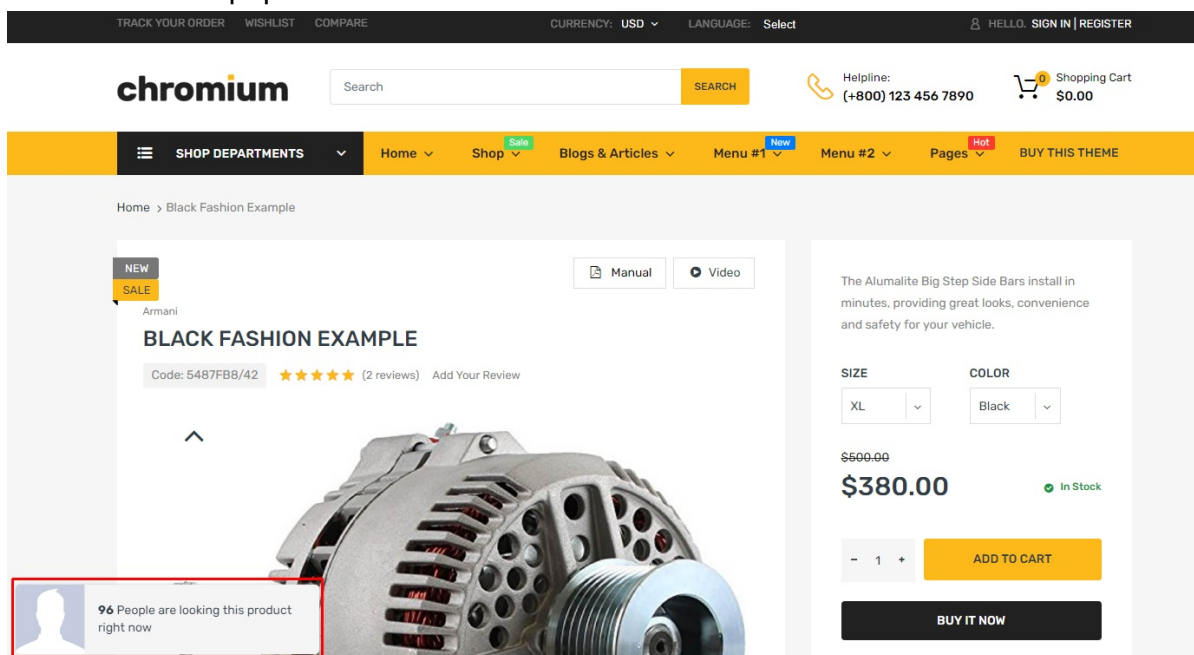 TRACK YOUR ORDER WISHLIST COMPARE CURRENCY: USD LANGUAGE: Select HELLO. SIGN IN | REGISTER
chromium Search SEARCH Helpline: (+800) 123 456 7890 0 Shopping Cart $0.00
Sale New Hot
SHOP DEPARTMENTS Home Shop Blogs & Articles Menu #1 Menu #2 Pages BUY THIS THEME
Home > Black Fashion Example
NEW
SALE
Manual Video
Armani
BLACK FASHION EXAMPLE
Code: 5487FB8/42 (2 reviews) Add Your Review
The Alumalite Big Step Side Bars install in
minutes, providing great looks, convenience
and safety for your vehicle.
SIZE COLOR
XL Black
$500.00
$380.00 In Stock
- 1 + ADD TO CART
BUY IT NOW
96 People are looking this product
right now